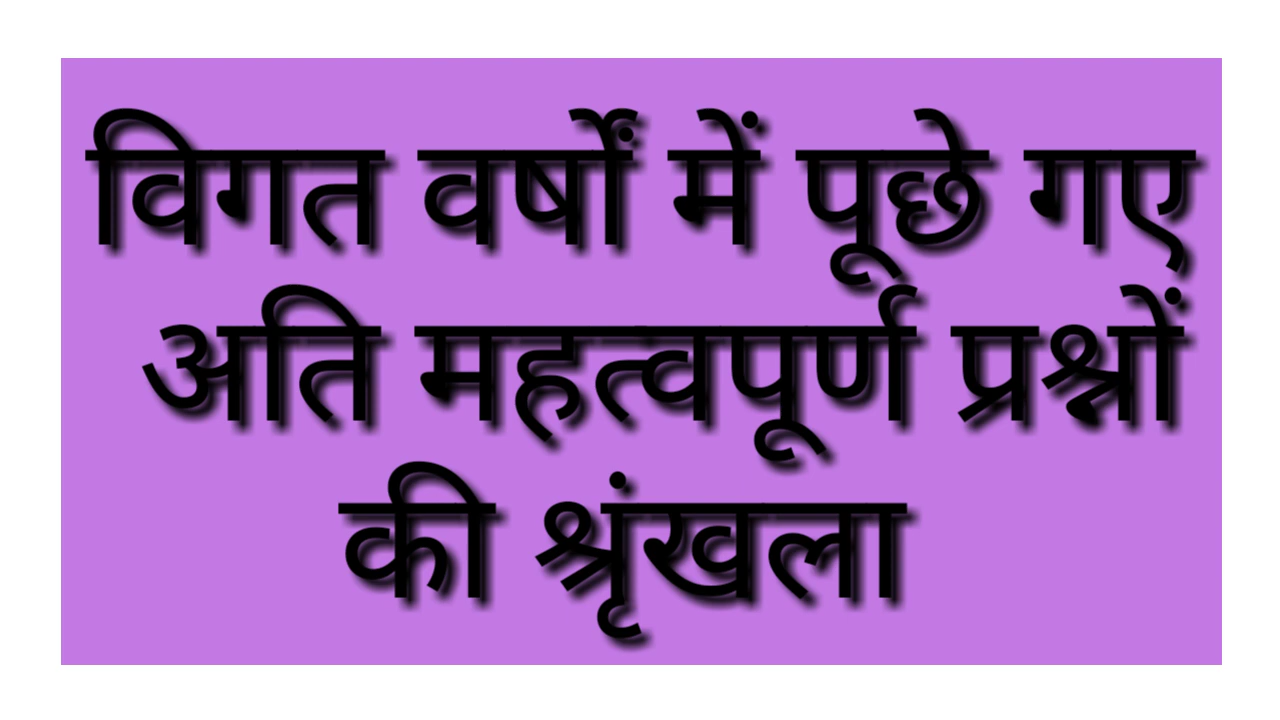 विगत वर्षों में पूछे गए
अति महत्वपूर्ण प्रश्नों
की श्रृंखला